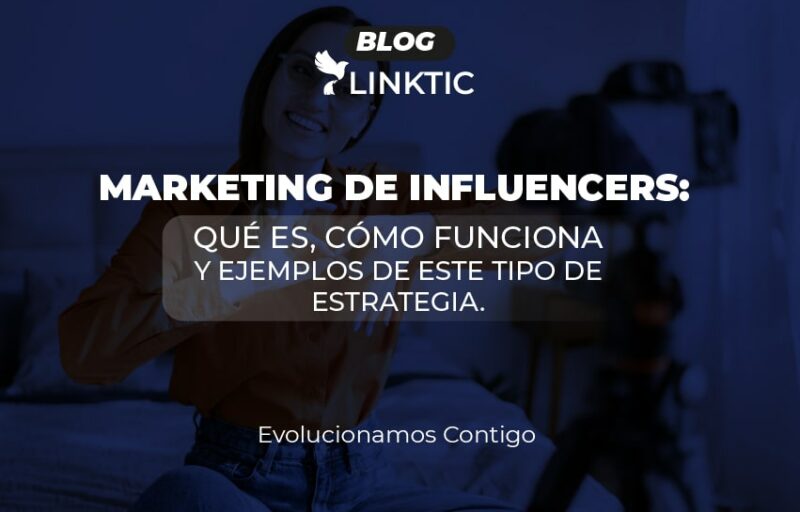 BLOG
LINKTIC
MARKETING DE INFLUENCERS:
QUÉ ES, CÓMO FUNCIONA
Y EJEMPLOS DE ESTE TIPO DE
ESTRATEGIA.
Evolucionamos Contigo